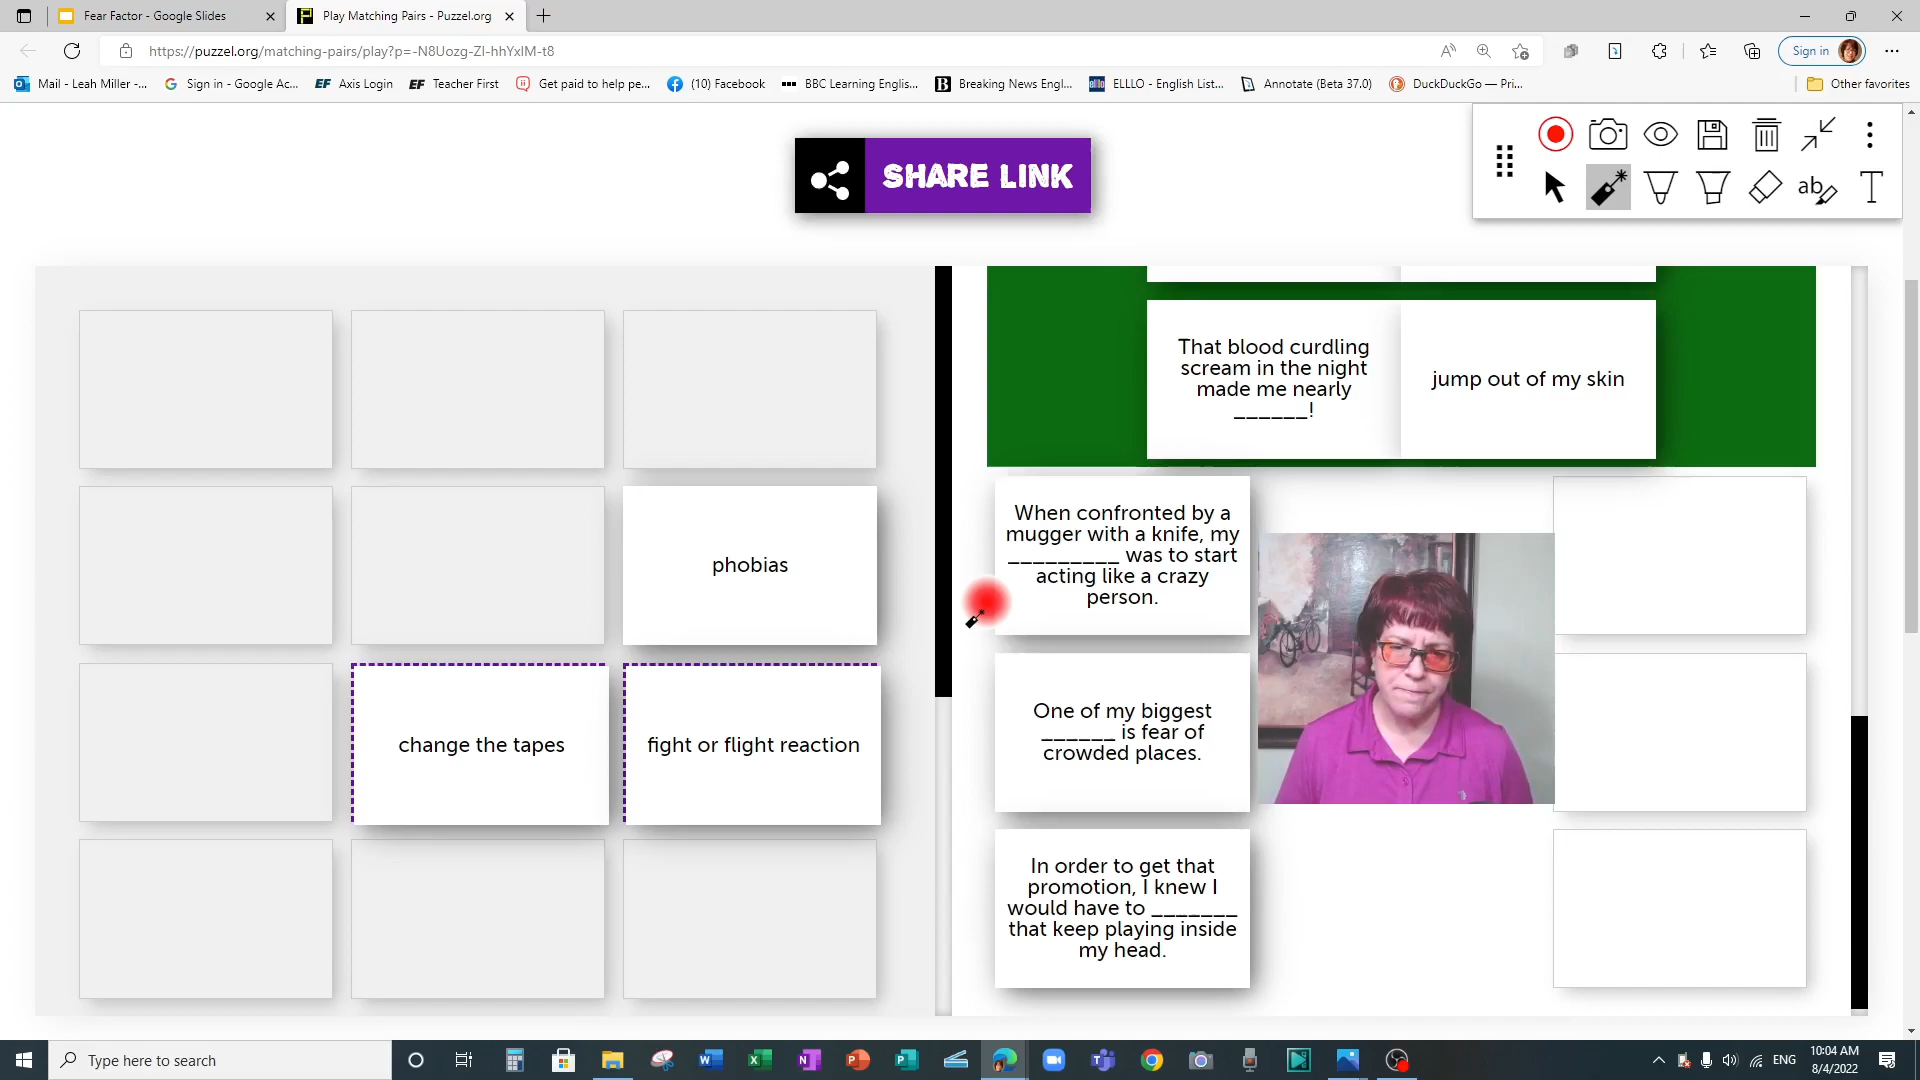 Fear Factor - Google Slides
Play Matching Pairs - Puzzel.org
https://puzzel.org/matching-pairs/play?p=-N8Uozg-Zl-hhYxlM-t8
Sign in
Mail - Leah Miller -...
Sign in - Google Ac...
EF Axis Login
EF Teacher First
Get paid to help pe...
(10) Facebook
BBC Learning Englis...
B Breaking News Engl...
ELLLO - English List...
Annotate (Beta 37.0)
DuckDuckGo — Pri...
Other favorites
SHARE LINK
ab
T
That blood curdling
scream in the night
made me nearly
______!
jump out of my skin
When confronted by a
mugger with a knife, my
_________ was to start
acting like a crazy
person.
phobias
One of my biggest
______ is fear of
crowded places.
change the tapes
fight or flight reaction
In order to get that
promotion, I knew I
would have to _______
that keep playing inside
my head.
Type here to search
ENG
10:04 AM
8/4/2022